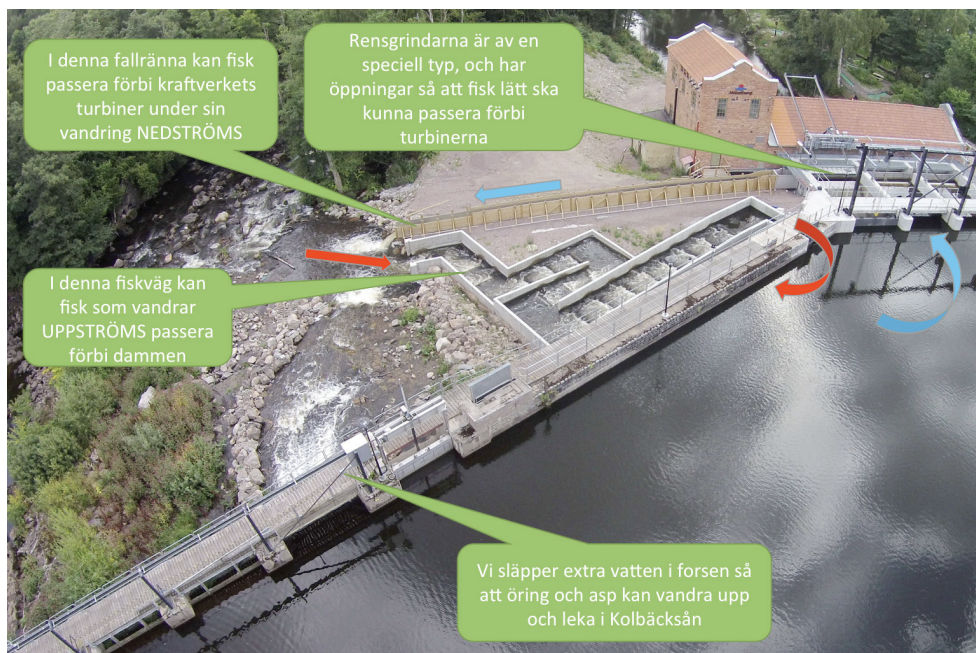 I denna fallränna kan fisk
passera förbi kraftverkets
turbiner under sin
vandring NEDSTRÖMS
Rensgrindarna är av en
speciell typ, och har
öppningar så att fisk lätt ska
kunna passera förbi
turbinerna
I denna fiskväg kan
fisk som vandrar
UPPSTRÖMS passera
förbi dammen
Vi släpper extra vatten i forsen så
att öring och asp kan vandra upp
och leka i Kolbäcksån